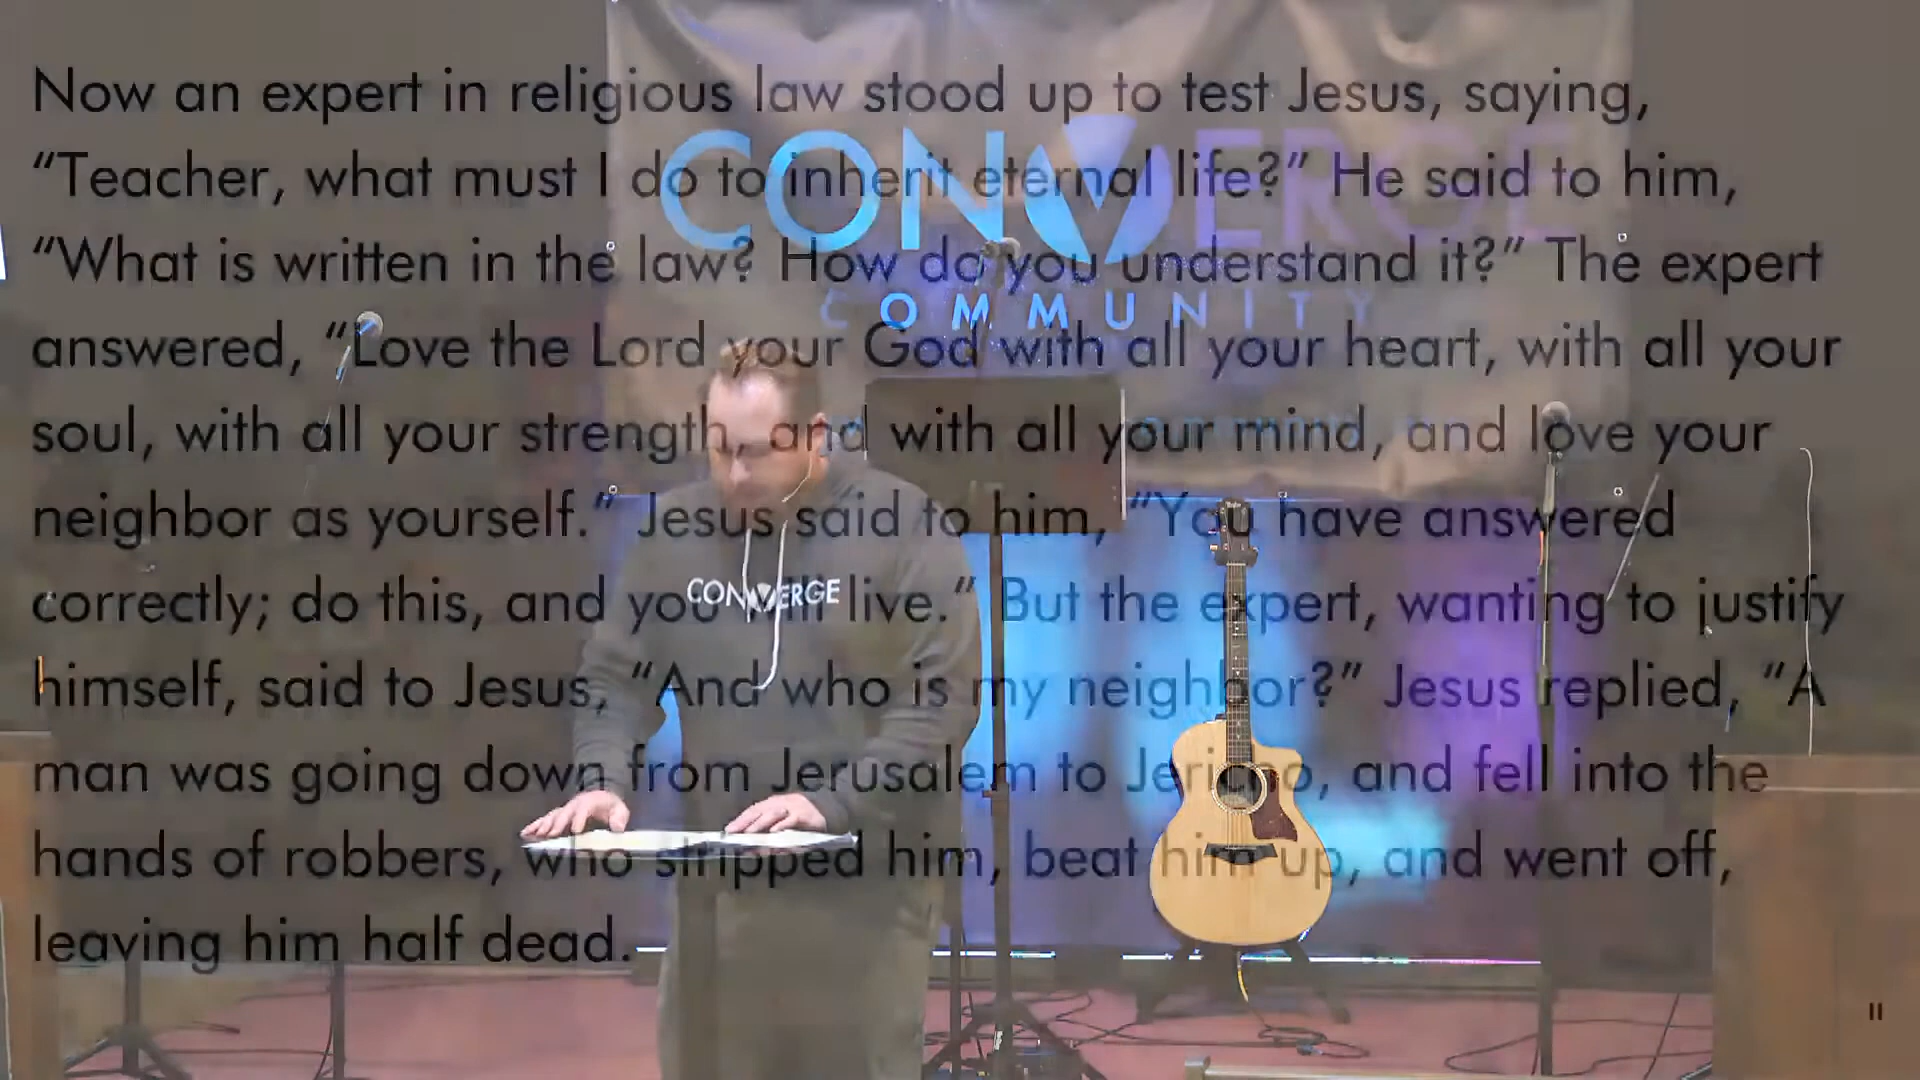 Now an expert in religious law stood up to test Jesus, saying,
“Teacher, what must I do to inherit eternal life?” He said to him,
“What is written in the law? How do you understand it?” The expert
answered, “Love the Lord your God with all your heart, with all your
soul, with all your strength, and with all your mind, and love your
neighbor as yourself.” Jesus said to him, “You have answered
correctly; do this, and you will live.” But the expert, wanting to justify
himself, said to Jesus, “And who is my neighbor?” Jesus replied, “A
man was going down from Jerusalem to Jericho, and fell into the
hands of robbers, who stripped him, beat him up, and went off,
leaving him half dead.
CONVERGE
COMMUNITY
CONVERGE
11